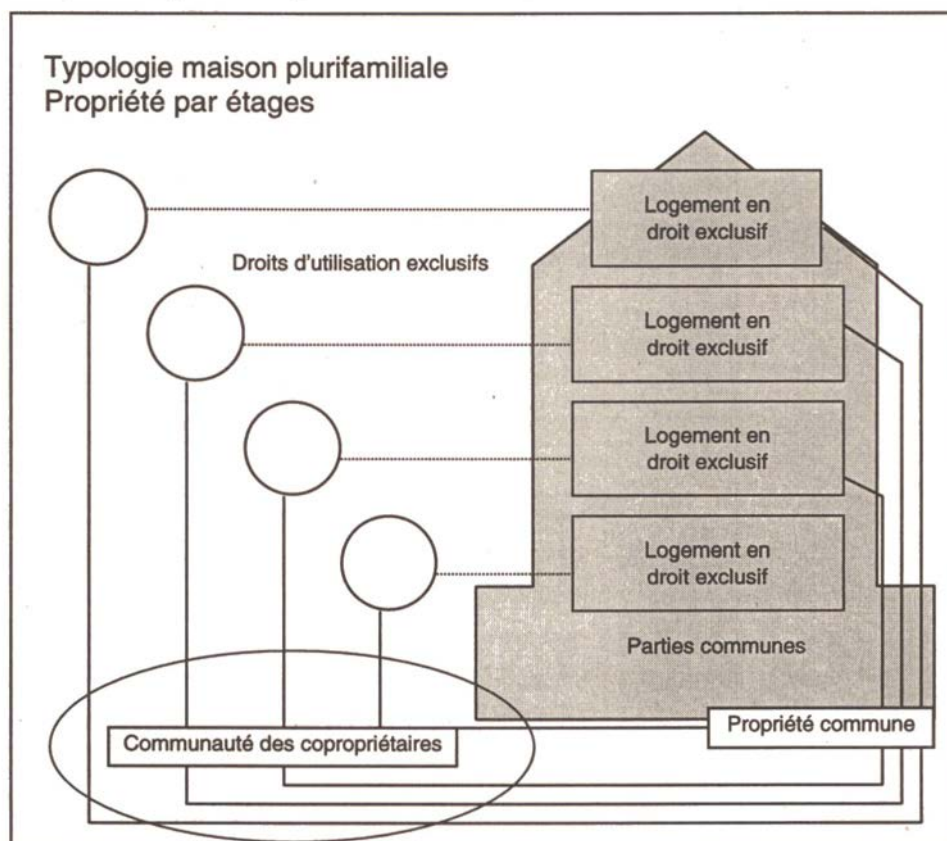 Typologie maison plurifamiliale
Propriété par étages
Logement en
droit exclusif
Droits d'utilisation exclusifs
Logement en
droit exclusif
Logement en
droit exclusif
Logement en
droit exclusif
Parties communes
Propriété commune
Communauté des copropriétaires